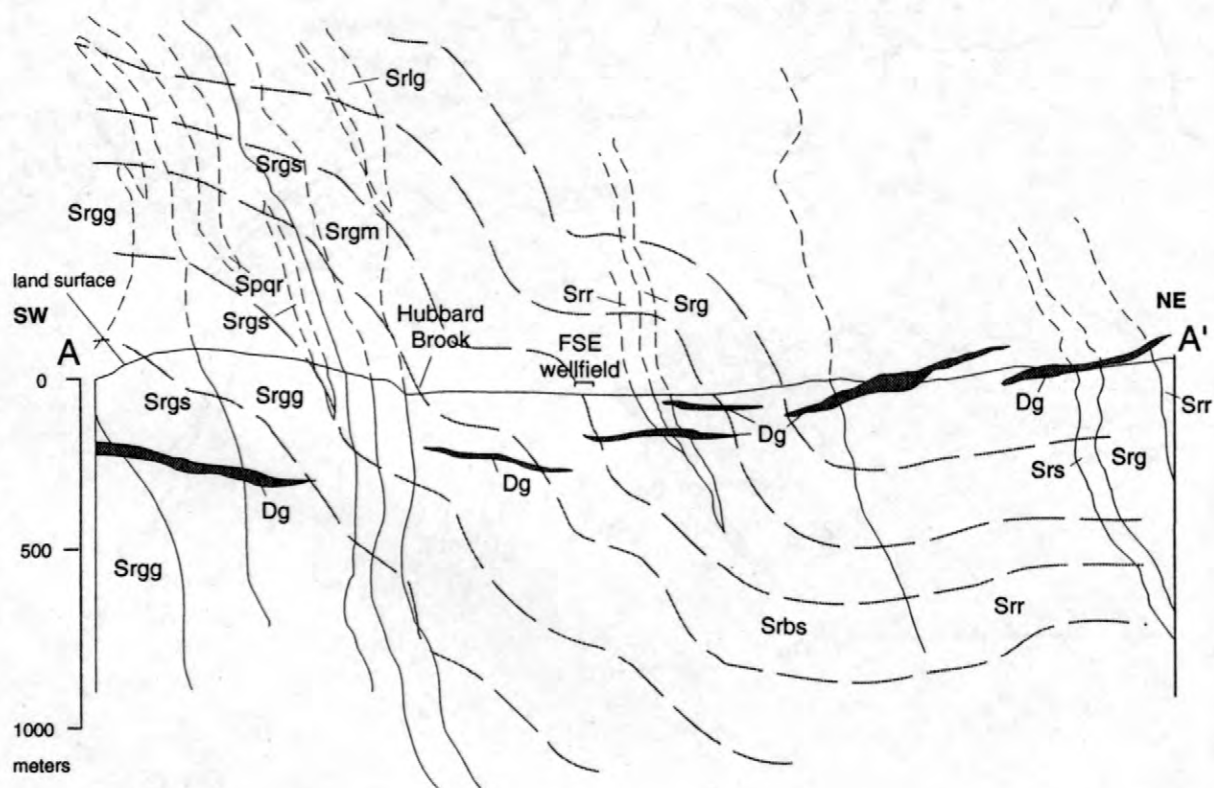 Srlg
Srgs
Srgg
Srgm
land surface
SW
Spqr
Srgs
Hubbard
Brook
Srr
Srg
FSE
wellfield
NE
A
A'
0
Srgs
Srgg
Dg
Dg
Srr
Dg
Dg
Srs
Srg
500
Srgg
Srbs
Srr
1000
meters